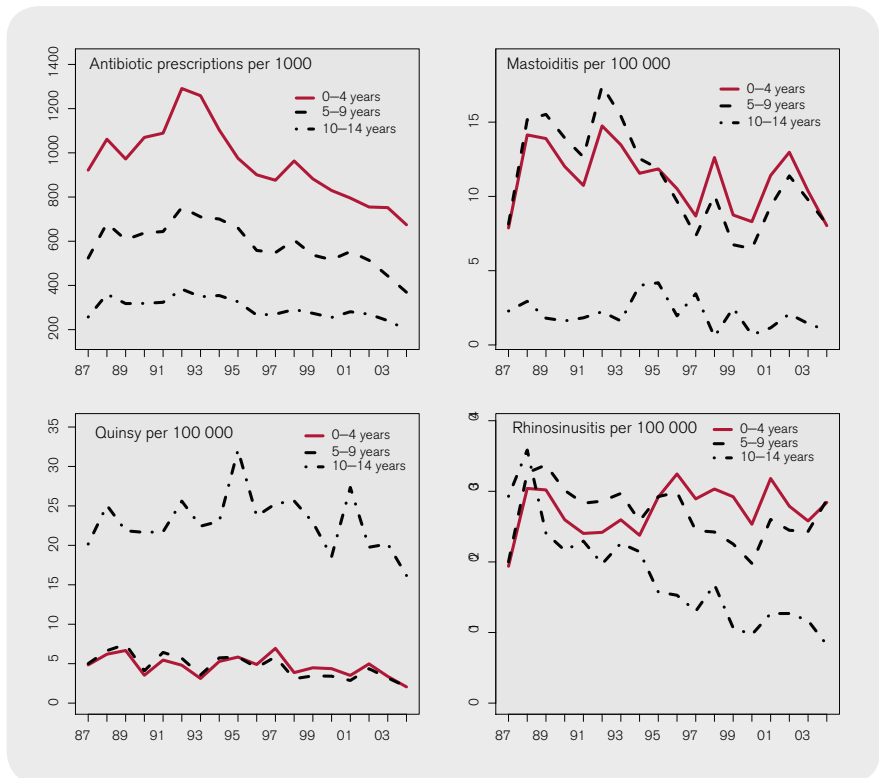 Antibiotic prescriptions per 1000
0–4 years
5–9 years
10–14 years
1400
1200
1000
800
600
400
200
87 89 91 93 95 97 99 01 03
Mastoiditis per 100 000
0–4 years
5–9 years
10–14 years
15
10
5
0
87 89 91 93 95 97 99 01 03
Quinsy per 100 000
0–4 years
5–9 years
10–14 years
35
30
25
20
15
10
5
0
87 89 91 93 95 97 99 01 03
Rhinosinusitis per 100 000
0–4 years
5–9 years
10–14 years
0
87 89 91 93 95 97 99 01 03